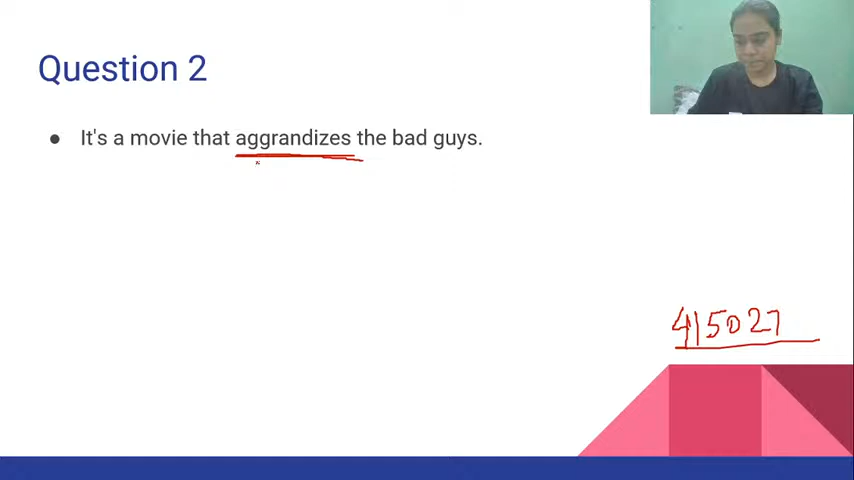 Question 2
● It's a movie that aggrandizes the bad guys.
415027